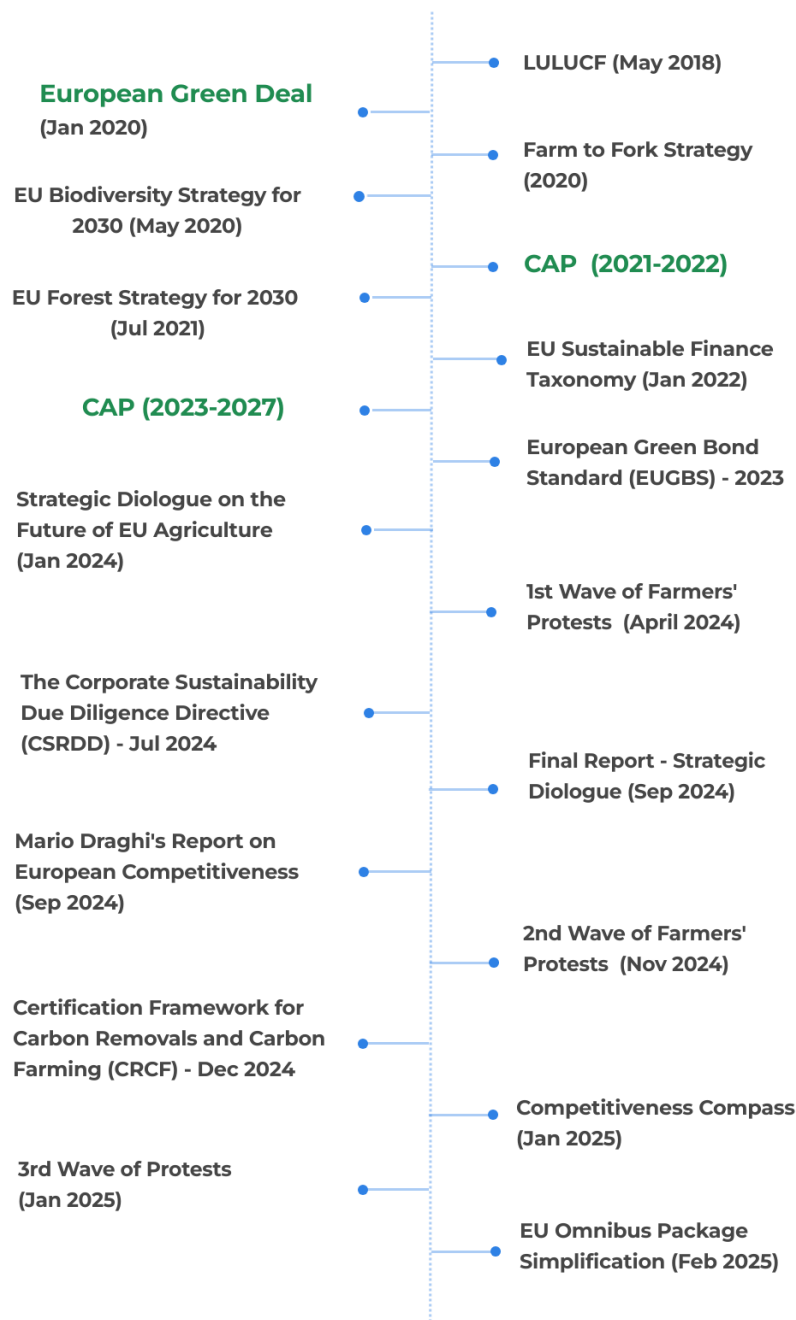 LULUCF (May 2018)
European Green Deal
(Jan 2020)
Farm to Fork Strategy
(2020)
EU Biodiversity Strategy for
2030 (May 2020)
CAP (2021-2022)
EU Forest Strategy for 2030
(Jul 2021)
EU Sustainable Finance
Taxonomy (Jan 2022)
CAP (2023-2027)
European Green Bond
Standard (EUGBS) - 2023
Strategic Diologue on the
Future of EU Agriculture
(Jan 2024)
1st Wave of Farmers'
Protests (April 2024)
The Corporate Sustainability
Due Diligence Directive
(CSRDD) - Jul 2024
Final Report - Strategic
Diologue (Sep 2024)
Mario Draghi's Report on
European Competitiveness
(Sep 2024)
2nd Wave of Farmers'
Protests (Nov 2024)
Certification Framework for
Carbon Removals and Carbon
Farming (CRCF) - Dec 2024
Competitiveness Compass
(Jan 2025)
3rd Wave of Protests
(Jan 2025)
EU Omnibus Package
Simplification (Feb 2025)